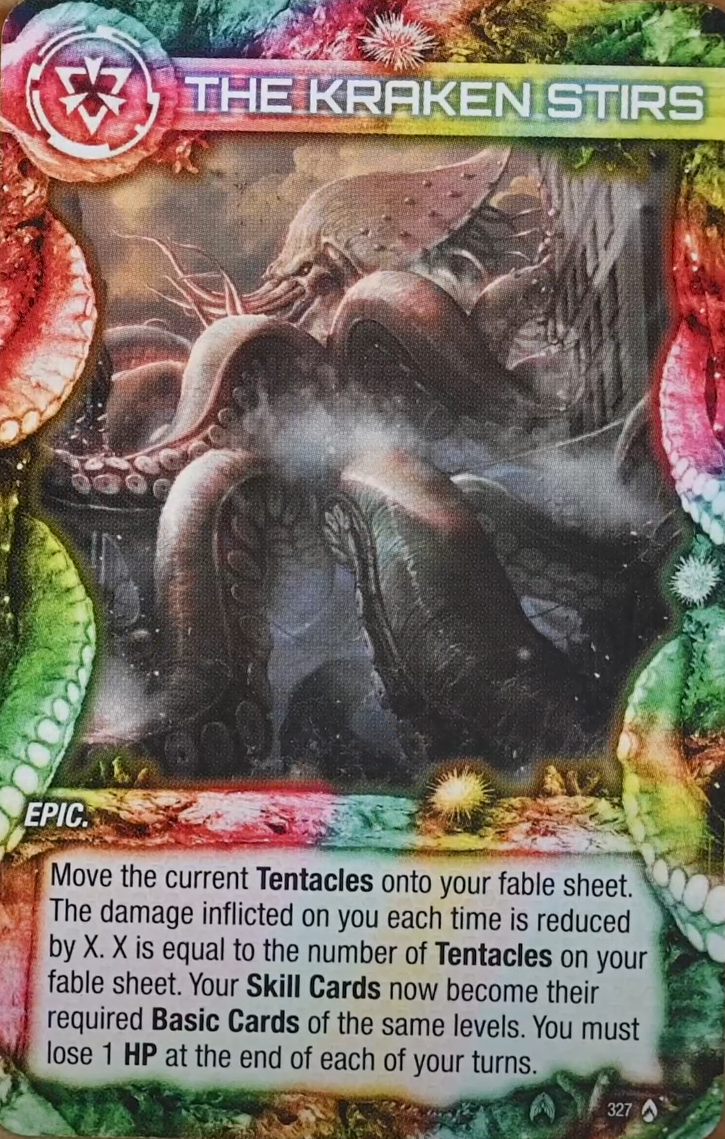 THE KRAKEN STIRS
EPIC.
Move the current Tentacles onto your fable sheet.
The damage inflicted on you each time is reduced
by X. X is equal to the number of Tentacles on your
fable sheet. Your Skill Cards now become their
required Basic Cards of the same levels. You must
lose 1 HP at the end of each of your turns.
327